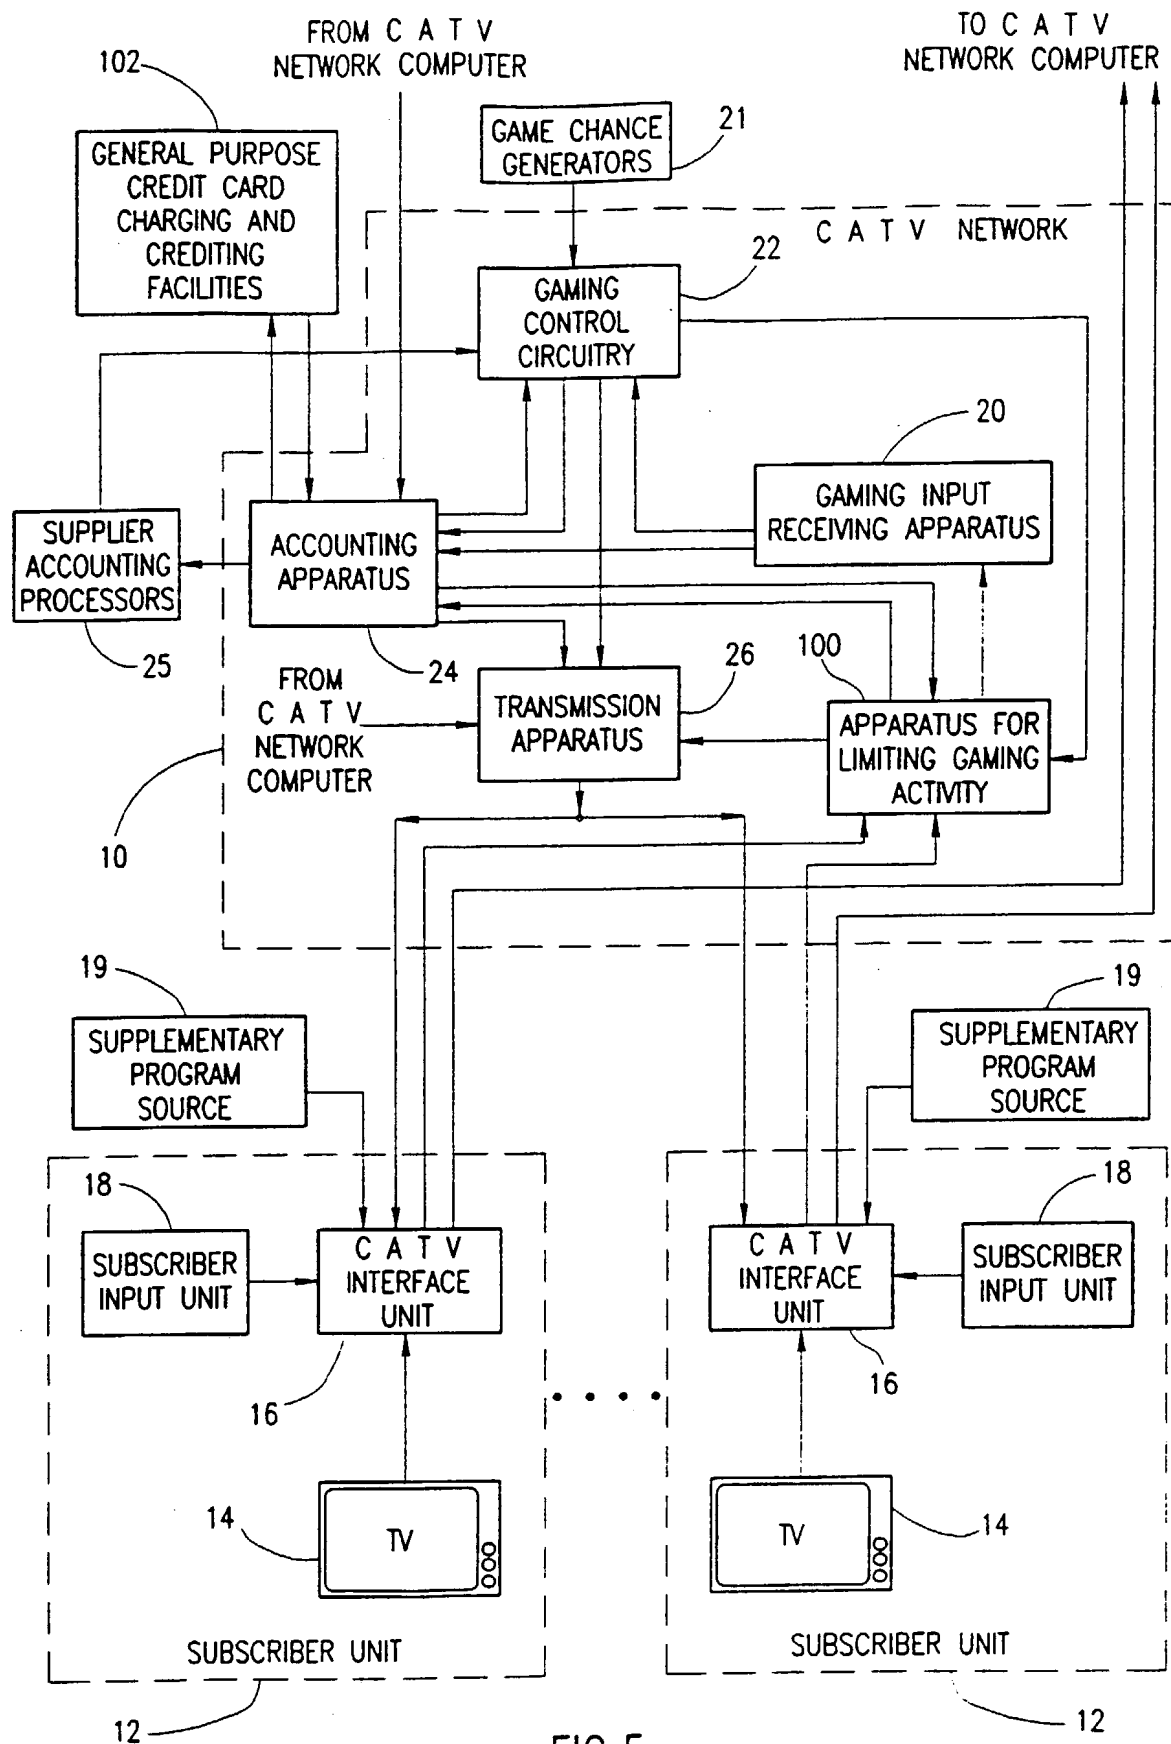 FROM C A T V
NETWORK COMPUTER
TO C A T V
NETWORK COMPUTER
102
GENERAL PURPOSE
CREDIT CARD
CHARGING AND
CREDITING
FACILITIES
GAME CHANCE
GENERATORS
21
C A T V NETWORK
22
GAMING
CONTROL
CIRCUITRY
20
GAMING INPUT
RECEIVING APPARATUS
SUPPLIER
ACCOUNTING
PROCESSORS
25
ACCOUNTING
APPARATUS
24
FROM
C A T V
NETWORK
COMPUTER
26
TRANSMISSION
APPARATUS
100
APPARATUS FOR
LIMITING GAMING
ACTIVITY
10
19
SUPPLEMENTARY
PROGRAM
SOURCE
19
SUPPLEMENTARY
PROGRAM
SOURCE
18
SUBSCRIBER
INPUT UNIT
C A T V
INTERFACE
UNIT
16
C A T V
INTERFACE
UNIT
16
18
SUBSCRIBER
INPUT UNIT
14
TV
TV
14
SUBSCRIBER UNIT
SUBSCRIBER UNIT
12
12